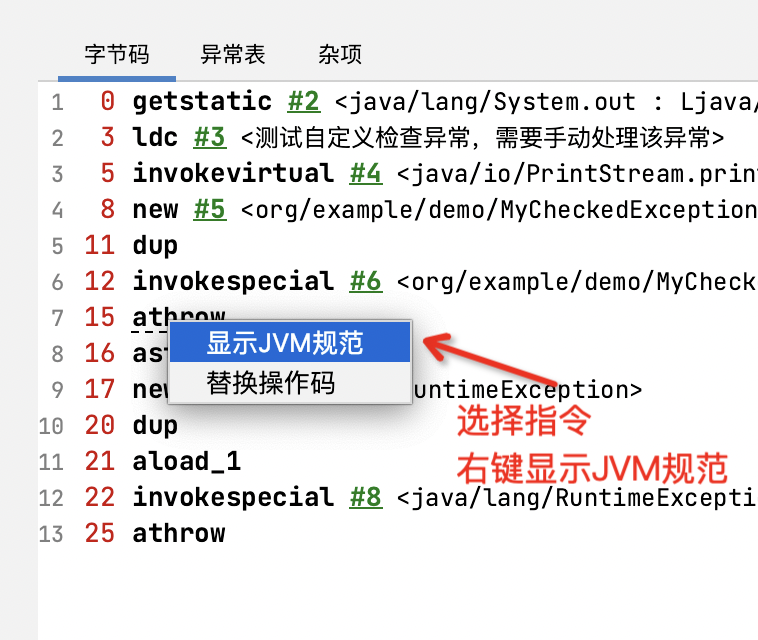 字节码 异常表 杂项
1 0 getstatic #2 <java/lang/System.out : Ljava/
2 3 ldc #3 <测试自定义检查异常，需要手动处理该异常>
3 5 invokevirtual #4 <java/io/PrintStream.print
4 8 new #5 <org/example/demo/MyCheckedException
5 11 dup
6 12 invokespecial #6 <org/example/demo/MyCheck
7 15 athrow
显示JVM规范
8 16 ast
替换操作码
9 17 new untimeException>
10 20 dup
选择指令
11 21 aload_1
右键显示JVM规范
12 22 invokespecial #8 <java/lang/RuntimeExcepti
13 25 athrow